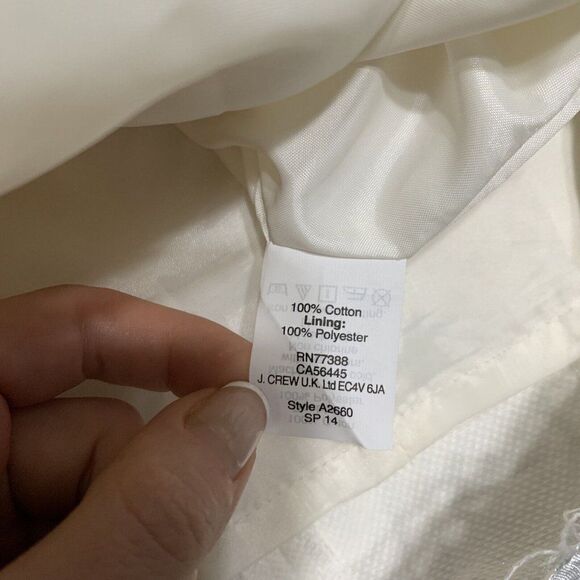 100% Cotton
Lining:
100% Polyester
RN77388
CA56445
J. CREW U.K. Ltd EC4V 6JA
Style A2660
SP 14